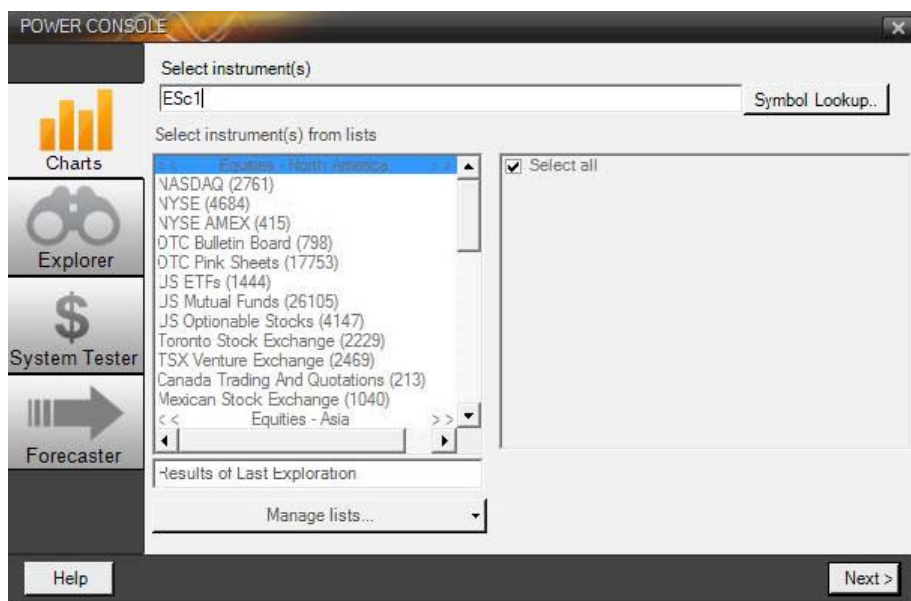 POWER CONSOLE
Select instrument(s)
ESc1
Symbol Lookup..
Select instrument(s) from lists
Charts
Explorer
System Tester
Forecaster
<< Equities - North America >>
NASDAQ (2761)
NYSE (4684)
NYSE AMEX (415)
OTC Bulletin Board (798)
OTC Pink Sheets (17753)
US ETFs (1444)
US Mutual Funds (26105)
US Optionable Stocks (4147)
Toronto Stock Exchange (2229)
TSX Venture Exchange (2469)
Canada Trading And Quotations (213)
Mexican Stock Exchange (1040)
<< Equities - Asia >>
Select all
Results of Last Exploration
Manage lists...
Help
Next >